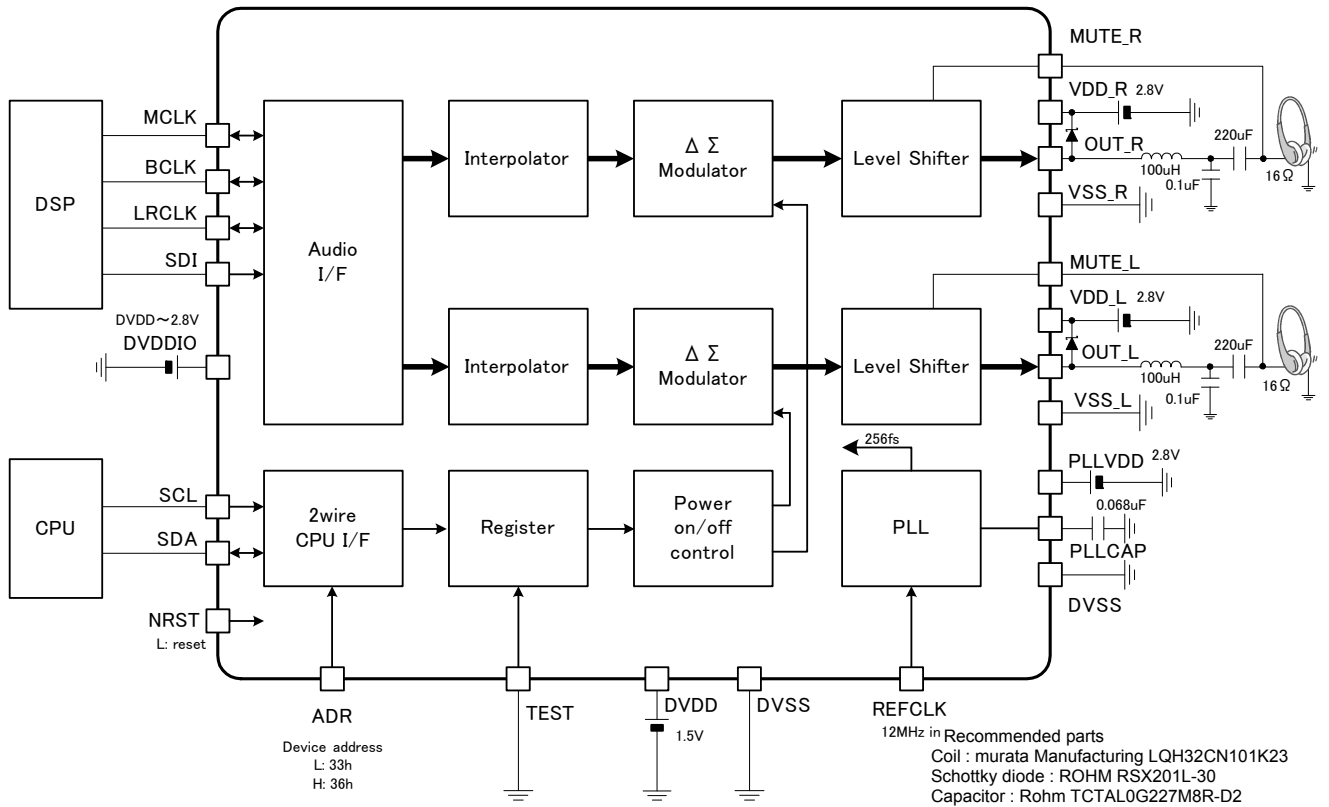 MUTE_R
VDD_R 2.8V
MCLK
BCLK
LRCLK
SDI
DSP
Audio
I/F
Interpolator
Δ Σ
Modulator
Level Shifter
OUT_R
100uH
0.1uF
220uF
16Ω
VSS_R
MUTE_L
VDD_L 2.8V
DVDD～2.8V
DVDDIO
Interpolator
Δ Σ
Modulator
Level Shifter
OUT_L
100uH
0.1uF
220uF
16Ω
VSS_L
256fs
PLLVDD 2.8V
0.068uF
PLLCAP
DVSS
CPU
SCL
SDA
2wire
CPU I/F
Register
Power
on/off
control
PLL
NRST
L: reset
ADR
Device address
L: 33h
H: 36h
TEST
DVDD
1.5V
DVSS
REFCLK
12MHz in
Recommended parts
Coil : murata Manufacturing LQH32CN101K23
Schottky diode : ROHM RSX201L-30
Capacitor : Rohm TCTAL0G227M8R-D2